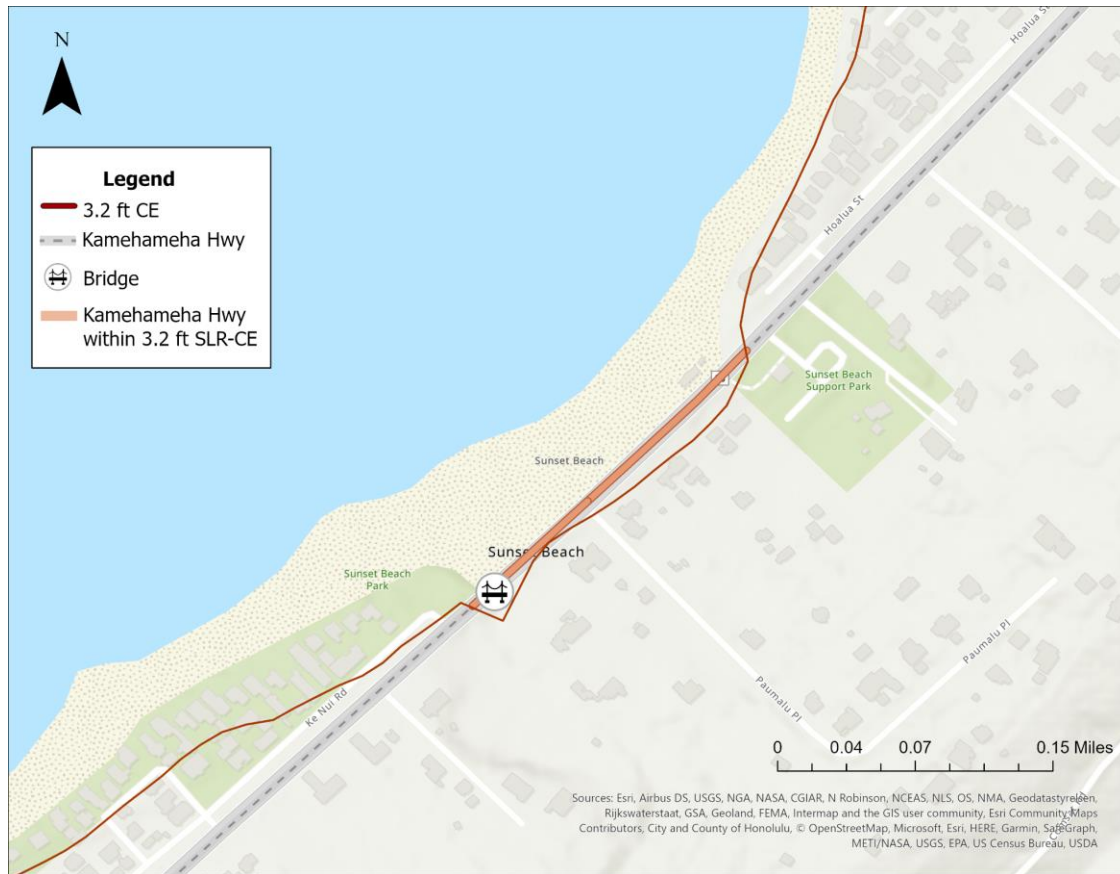 N
Legend
3.2 ft CE
Kamehameha Hwy
Bridge
Kamehameha Hwy
within 3.2 ft SLR-CE
Hoalua St
Hoalua St
Sunset Beach
Support Park
Sunset Beach
Sunset Beach
Sunset Beach
Park
Ke Nui Rd
Paumalu Pl
Paumalu Pl
0 0.04 0.07 0.15 Miles
Sources: Esri, Airbus DS, USGS, NGA, NASA, CGIAR, N Robinson, NCEAS, NLS, OS, NMA, Geodatastyrelsen,
Rijkswaterstaat, GSA, Geoland, FEMA, Intermap and the GIS user community, Esri Community Maps
Contributors, City and County of Honolulu, © OpenStreetMap, Microsoft, Esri, HERE, Garmin, SafeGraph,
METI/NASA, USGS, EPA, US Census Bureau, USDA